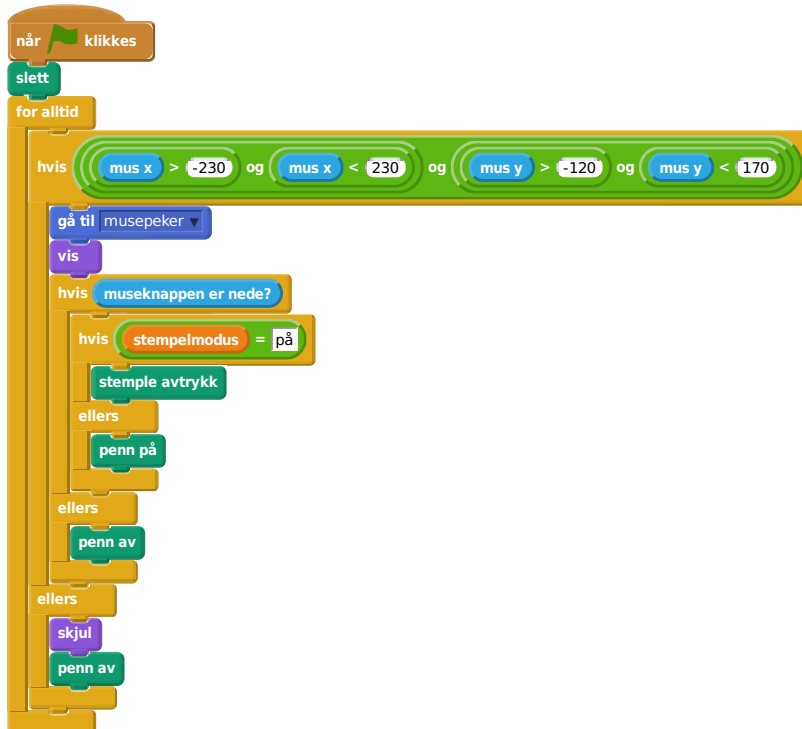 når klikkes
slett
for alltid
hvis mus x > -230 og mus x < 230 og mus y > -120 og mus y < 170
gå til musepeker ▼
vis
hvis museknappen er nede?
hvis stempelmodus = på
stemple avtrykk
ellers
penn på
ellers
penn av
ellers
skjul
penn av